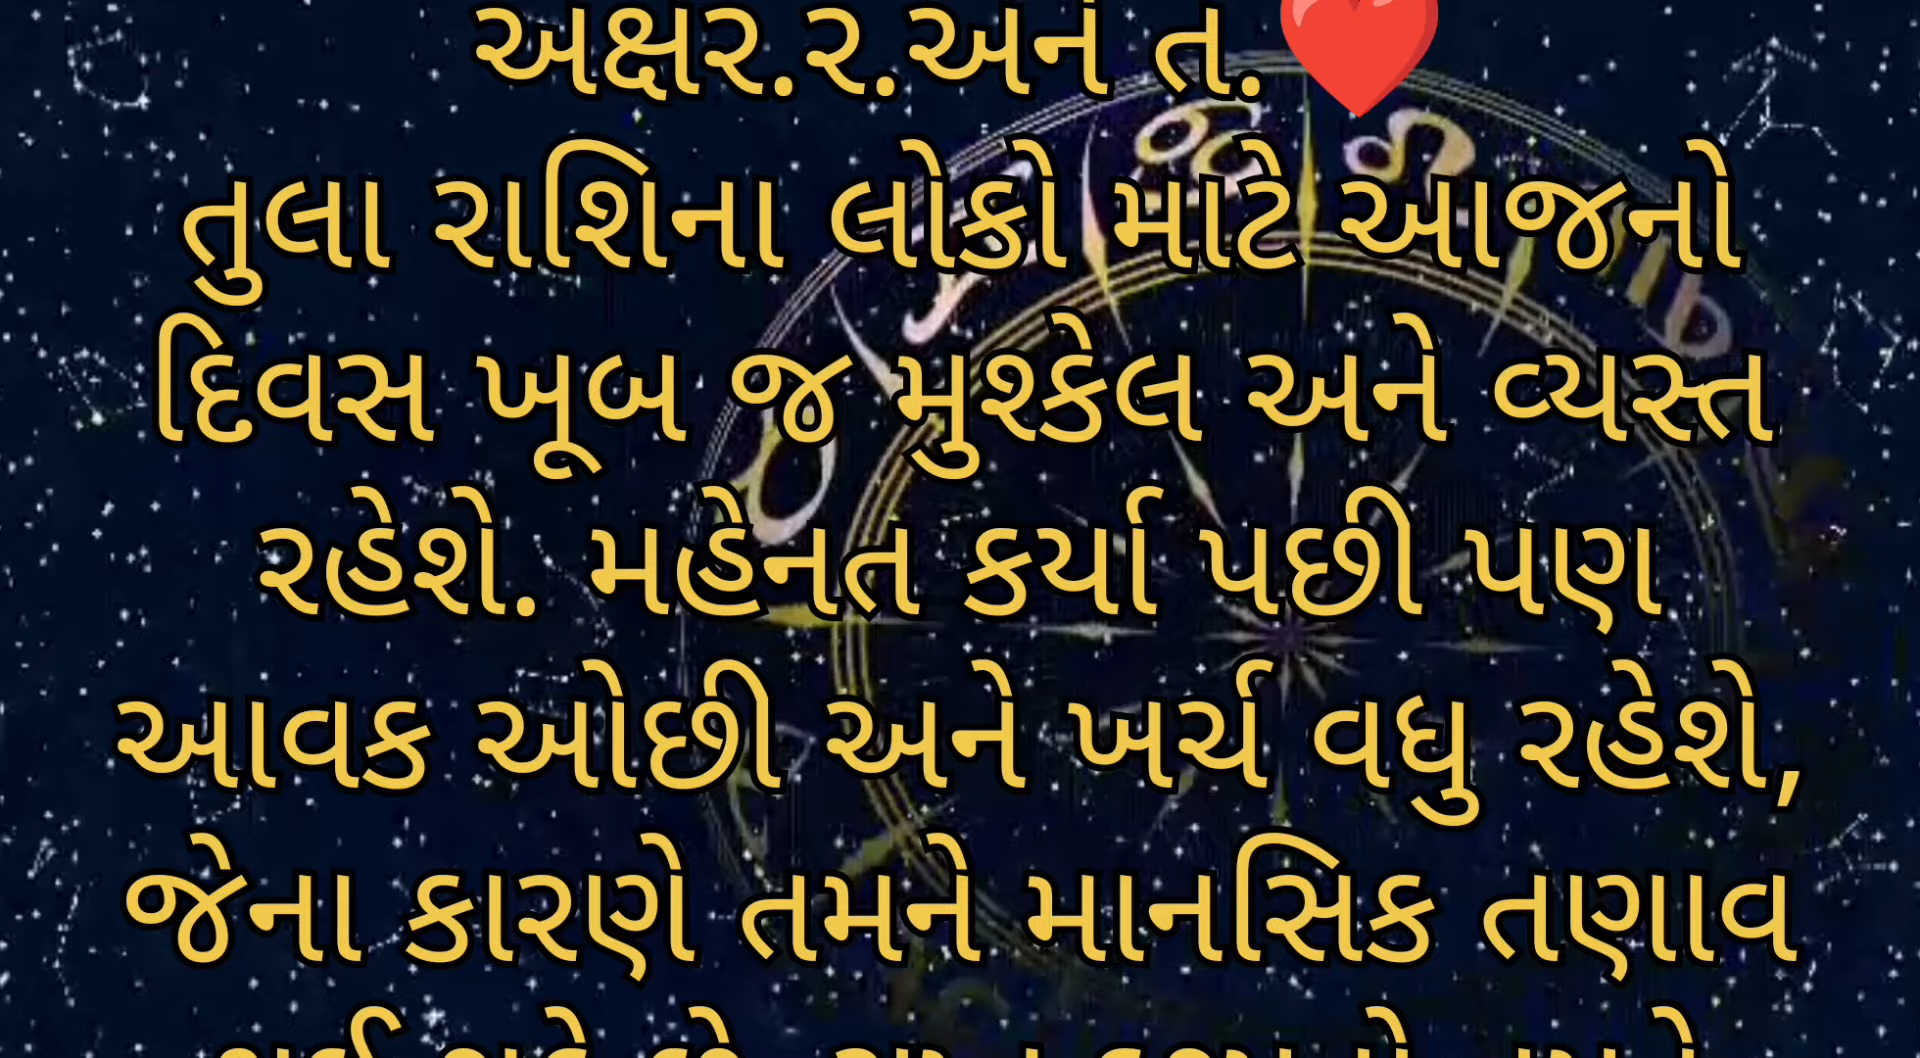 અક્ષર.ર.અને ત.❤️
તુલા રાશિના લોકો માટે આજનો
દિવસ ખૂબ જ મુશ્કેલ અને વ્યસ્ત
રહેશે. મહેનત કર્યા પછી પણ
આવક ઓછી અને ખર્ચ વધુ રહેશે,
જેના કારણે તમને માનસિક તણાવ